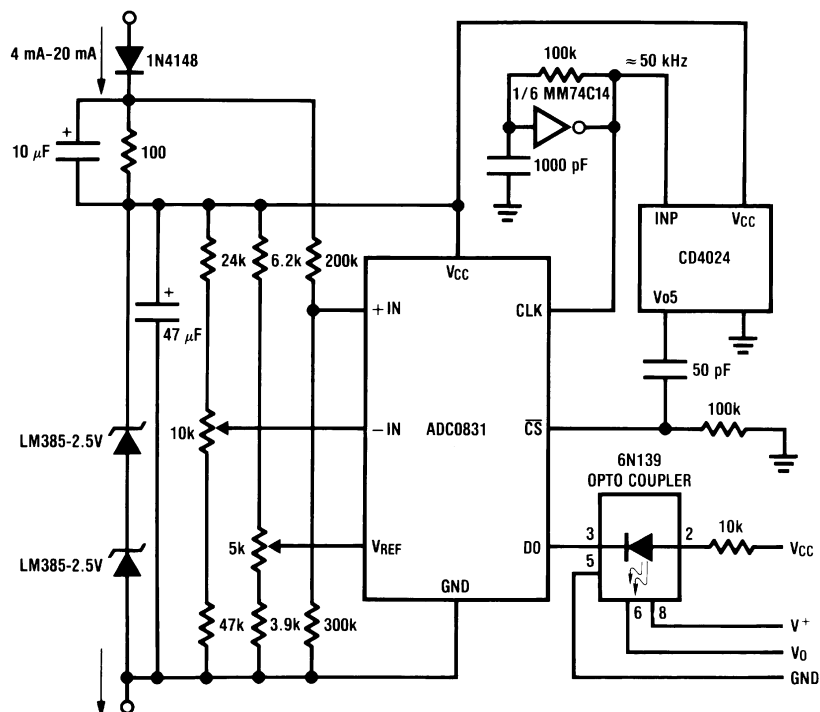 4 mA–20 mA
1N4148
+
10 µF
100
24k
6.2k
200k
+
47 µF
LM385-2.5V
LM385-2.5V
10k
5k
47k
3.9k
300k
VCC
+IN
−IN
VREF
GND
ADC0831
CLK
CS
DO
100k
≈50 kHz
1/6 MM74C14
1000 pF
INP
VCC
CD4024
Vo5
50 pF
100k
6N139
OPTO COUPLER
3
2
5
6
8
10k
VCC
V+
VO
GND